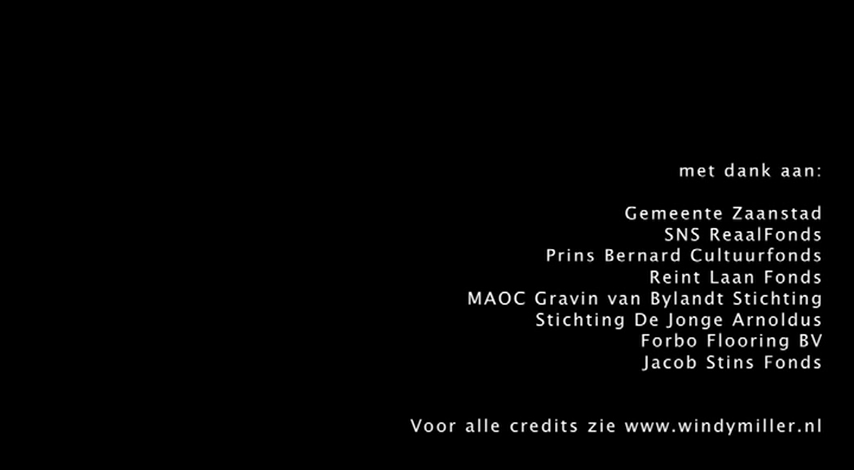 met dank aan:
Gemeente Zaanstad
SNS ReaalFonds
Prins Bernard Cultuurfonds
Reint Laan Fonds
MAOC Gravin van Bylandt Stichting
Stichting De Jonge Arnoldus
Forbo Flooring BV
Jacob Stins Fonds
Voor alle credits zie www.windymiller.nl